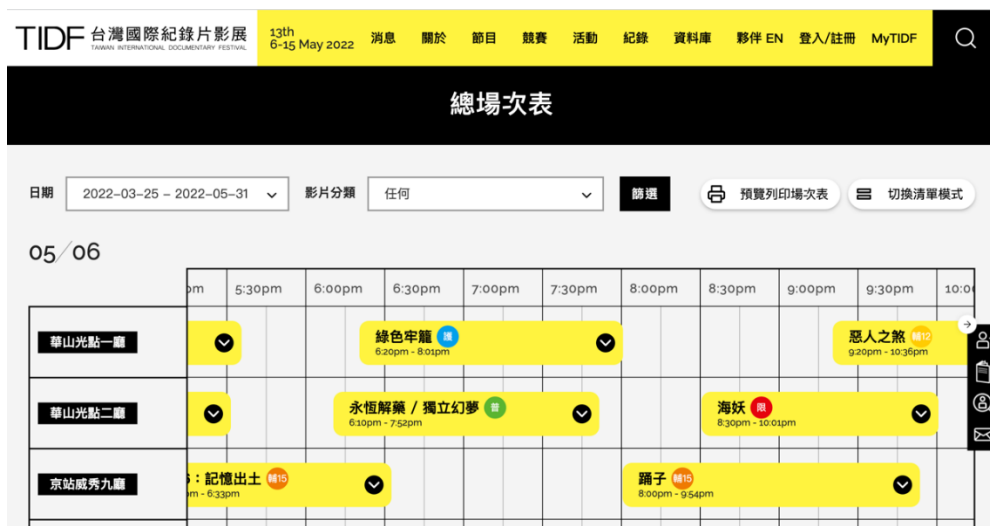 TIDF 台灣國際紀錄片影展
TAIWAN INTERNATIONAL DOCUMENTARY FESTIVAL
13th
6-15 May 2022
消息 關於 節目 競賽 活動 紀錄 資料庫 夥伴 EN 登入/註冊 MyTIDF
總場次表
日期 2022-03-25 - 2022-05-31 影片分類 任何 篩選 預覽列印場次表 切換清單模式
05/06
pm 5:30pm 6:00pm 6:30pm 7:00pm 7:30pm 8:00pm 8:30pm 9:00pm 9:30pm 10:00
華山光點一廳 綠色牢籠 護 惡人之煞 輔12
6:20pm - 8:01pm 9:20pm - 10:36pm
華山光點二廳 永恆解藥 / 獨立幻夢 普 海妖 限
6:10pm - 7:52pm 8:30pm - 10:01pm
京站威秀九廳 ：記憶出土 輔15 踊子 輔15
pm - 6:33pm 8:00pm - 9:54pm